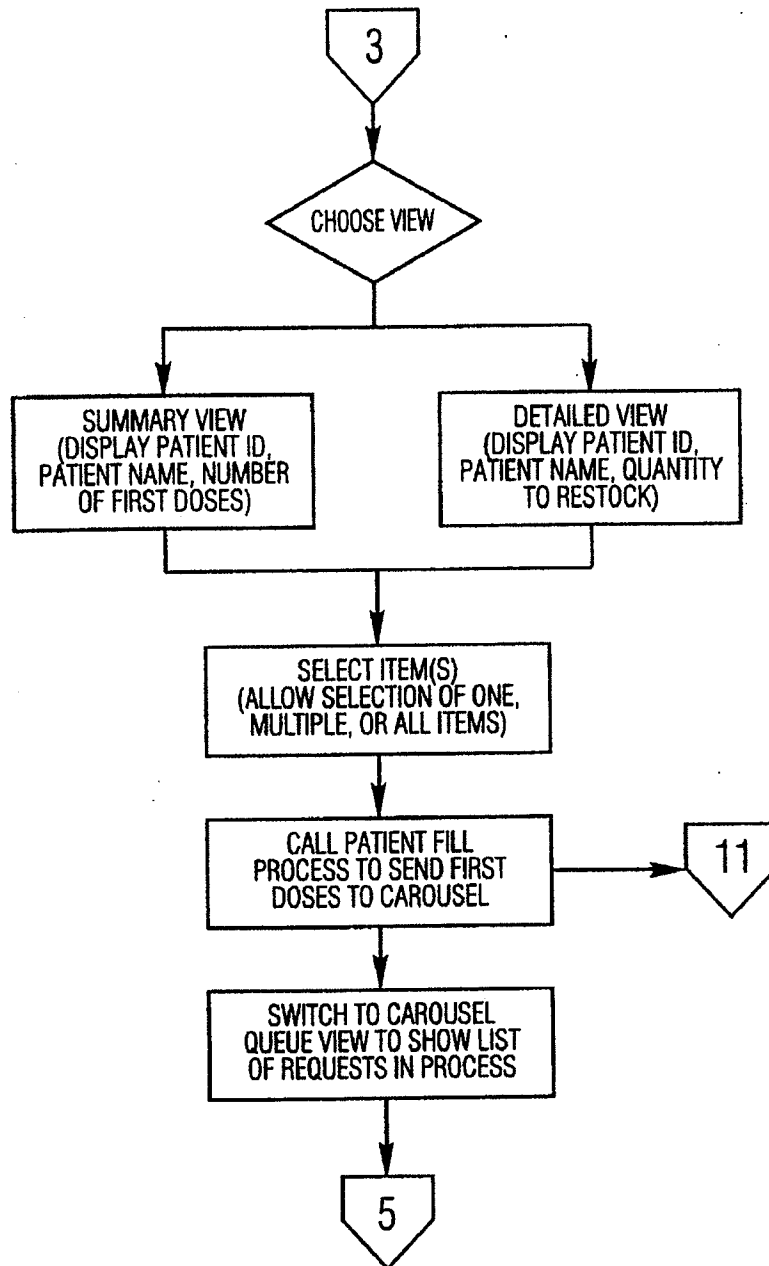 3
CHOOSE VIEW
SUMMARY VIEW
(DISPLAY PATIENT ID,
PATIENT NAME, NUMBER
OF FIRST DOSES)
DETAILED VIEW
(DISPLAY PATIENT ID,
PATIENT NAME, QUANTITY
TO RESTOCK)
SELECT ITEM(S)
(ALLOW SELECTION OF ONE,
MULTIPLE, OR ALL ITEMS)
CALL PATIENT FILL
PROCESS TO SEND FIRST
DOSES TO CAROUSEL
11
SWITCH TO CAROUSEL
QUEUE VIEW TO SHOW LIST
OF REQUESTS IN PROCESS
5